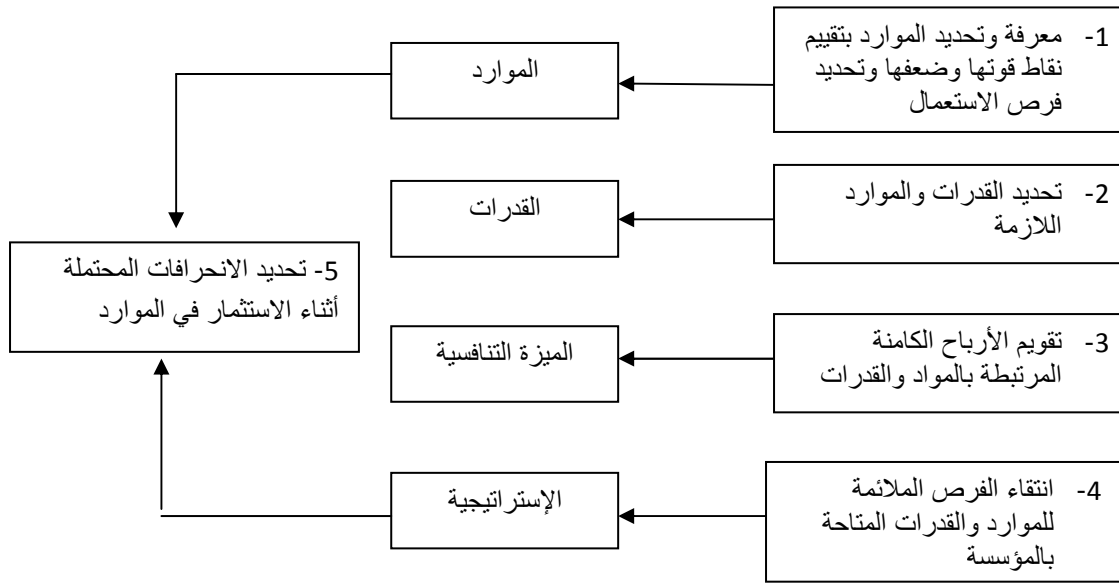 1- معرفة وتحديد الموارد بتقييم
نقاط قوتها وضعفها وتحديد
فرص الاستعمال
الموارد
2- تحديد القدرات والموارد
اللازمة
القدرات
5- تحديد الانحرافات المحتملة
أثناء الاستثمار في الموارد
3- تقويم الأرباح الكامنة
المرتبطة بالمواد والقدرات
الميزة التنافسية
4- انتقاء الفرص الملائمة
للموارد والقدرات المتاحة
بالمؤسسة
الإستراتيجية